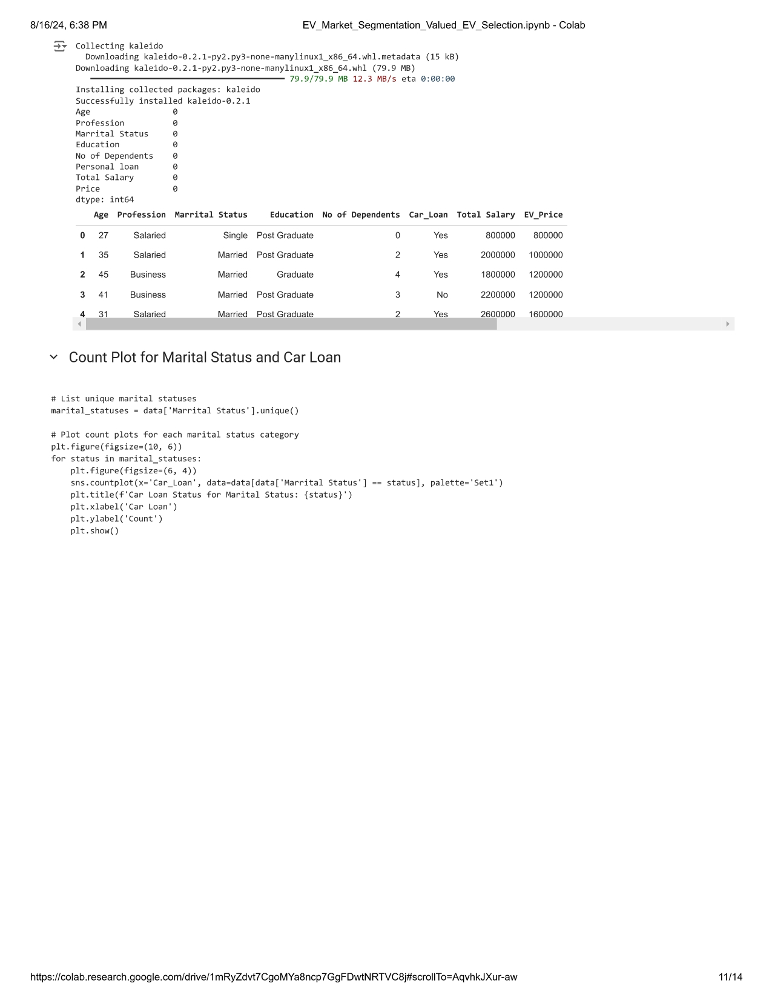 8/16/24, 6:38 PM EV_Market_Segmentation_Valued_EV_Selection.ipynb - Colab
Collecting kaleido
  Downloading kaleido-0.2.1-py2.py3-none-manylinux1_x86_64.whl.metadata (15 kB)
Downloading kaleido-0.2.1-py2.py3-none-manylinux1_x86_64.whl (79.9 MB)
79.9/79.9 MB 12.3 MB/s eta 0:00:00
Installing collected packages: kaleido
Successfully installed kaleido-0.2.1
Age 0
Profession 0
Marrital Status 0
Education 0
No of Dependents 0
Personal loan 0
Total Salary 0
Price 0
dtype: int64
Age Profession Marrital Status Education No of Dependents Car_Loan Total Salary EV_Price
0 27 Salaried Single Post Graduate 0 Yes 800000 800000
1 35 Salaried Married Post Graduate 2 Yes 2000000 1000000
2 45 Business Married Graduate 4 Yes 1800000 1200000
3 41 Business Married Post Graduate 3 No 2200000 1200000
4 31 Salaried Married Post Graduate 2 Yes 2600000 1600000
Count Plot for Marital Status and Car Loan
# List unique marital statuses
marital_statuses = data['Marrital Status'].unique()
# Plot count plots for each marital status category
plt.figure(figsize=(10, 6))
for status in marital_statuses:
    plt.figure(figsize=(6, 4))
    sns.countplot(x='Car_Loan', data=data[data['Marrital Status'] == status], palette='Set1')
    plt.title(f'Car Loan Status for Marital Status: {status}')
    plt.xlabel('Car Loan')
    plt.ylabel('Count')
    plt.show()
https://colab.research.google.com/drive/1mRyZdvt7CgoMYa8ncp7GgFDwtNRTVC8j#scrollTo=AqvhkJXur-aw 11/14